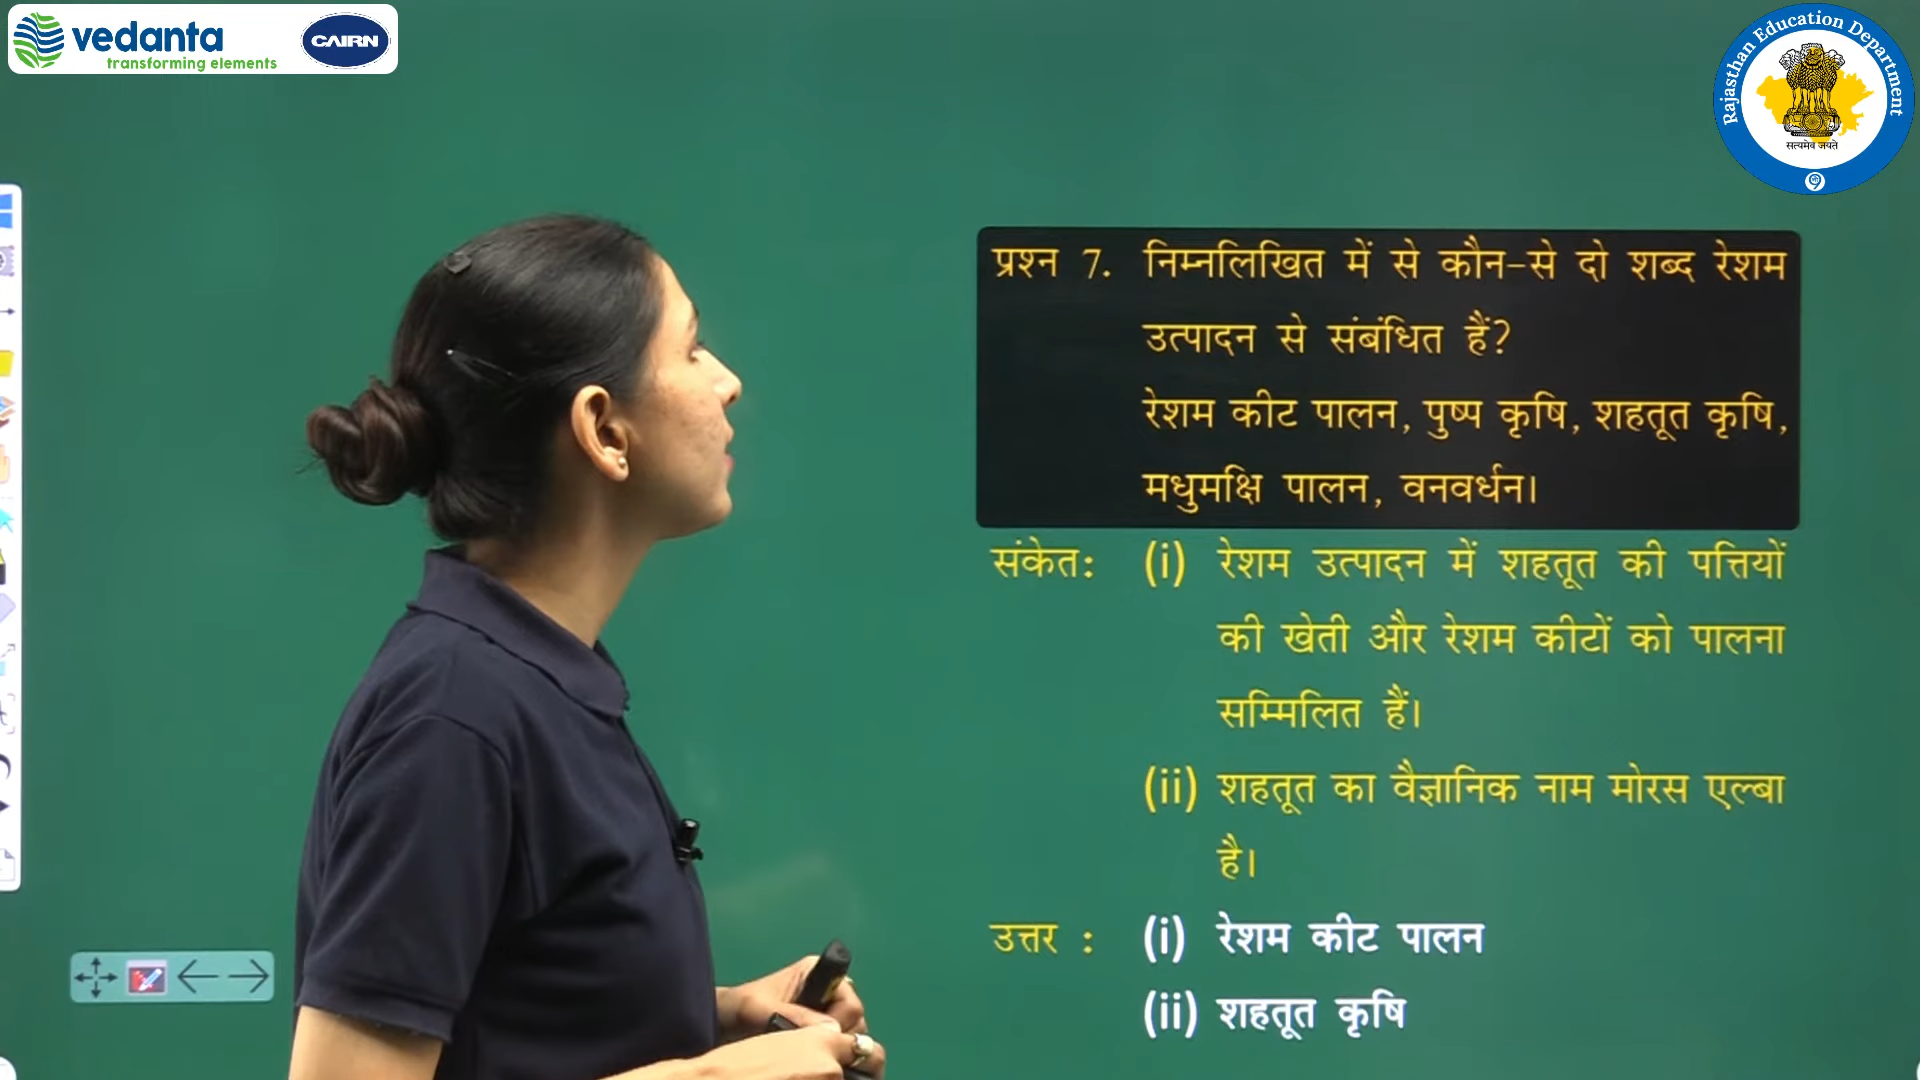 vedanta
transforming elements
CAIRN
Rajasthan Education Department
सत्यमेव जयते
प्रश्न 7. निम्नलिखित में से कौन-से दो शब्द रेशम
उत्पादन से संबंधित हैं?
रेशम कीट पालन, पुष्प कृषि, शहतूत कृषि,
मधुमक्षि पालन, वनवर्धन।
संकेत: (i) रेशम उत्पादन में शहतूत की पत्तियों
की खेती और रेशम कीटों को पालना
सम्मिलित हैं।
(ii) शहतूत का वैज्ञानिक नाम मोरस एल्बा
है।
उत्तर : (i) रेशम कीट पालन
(ii) शहतूत कृषि